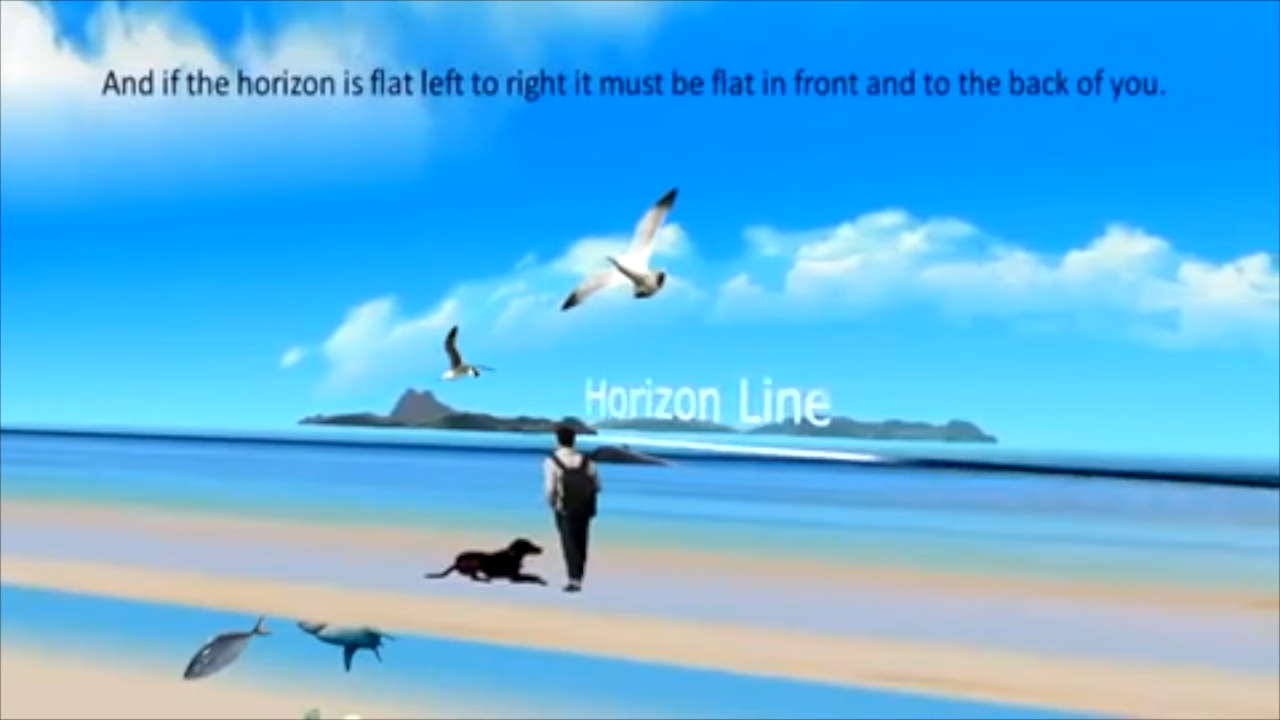 And if the horizon is flat left to right it must be flat in front and to the back of you.
Horizon Line